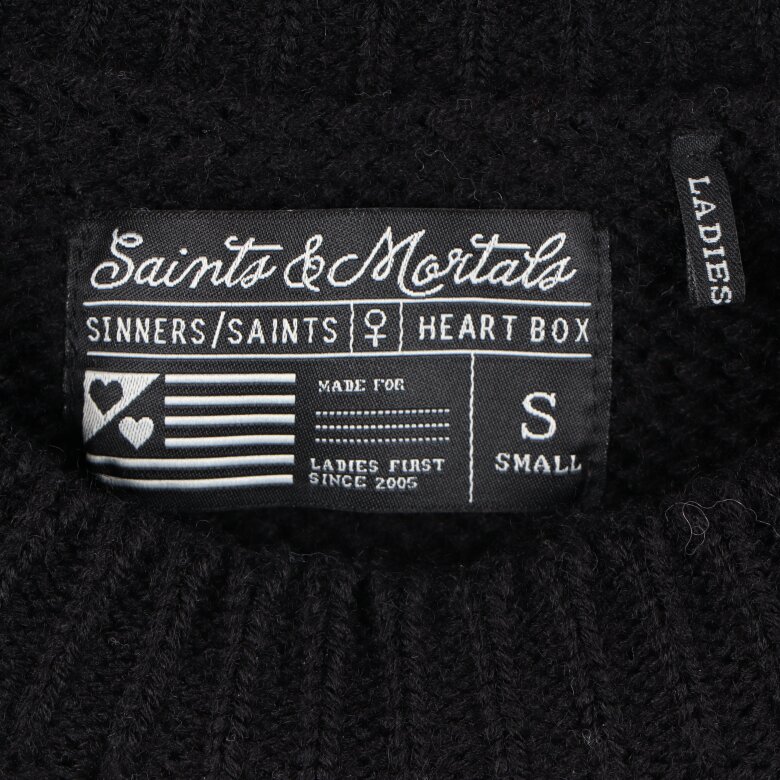 Saints & Mortals
SINNERS/SAINTS ♀ HEART BOX
MADE FOR
LADIES FIRST
SINCE 2005
S
SMALL
LADIES